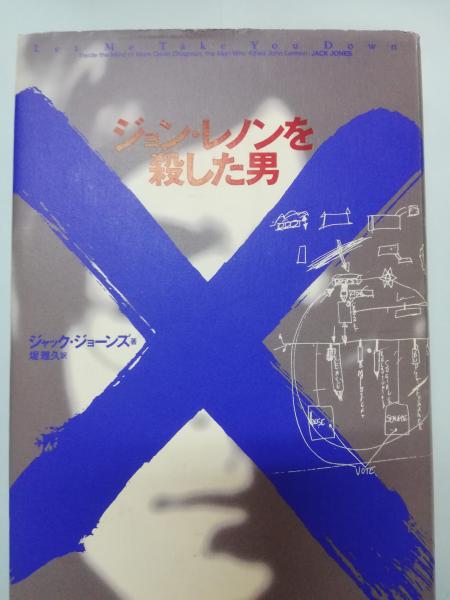 Let Me Take You Down
Inside the Mind of Mark David Chapman, the Man Who Killed John Lennon: JACK JONES
ジョン・レノンを
殺した男
ジャック・ジョーンズ著
堤雅久訳
HOUSE
SENATE
VOTE